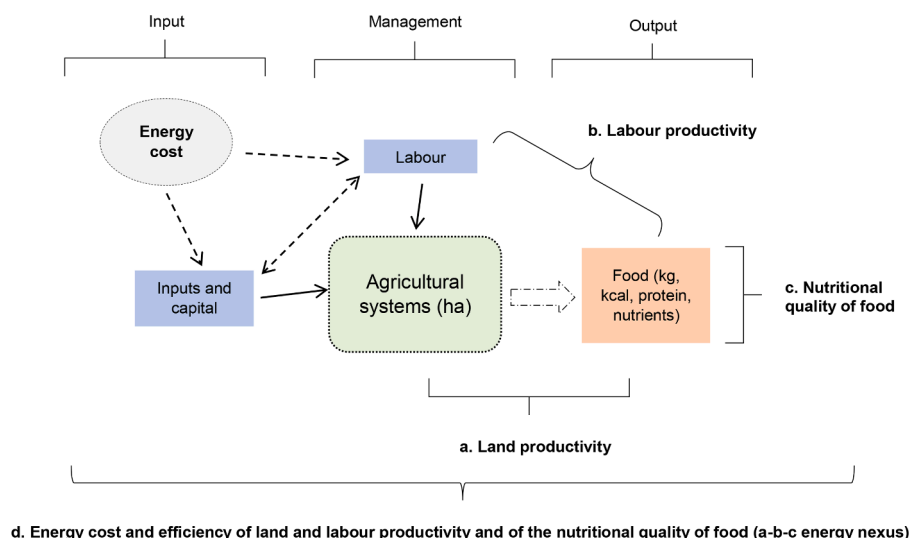 Input
Management
Output
Energy
cost
b. Labour productivity
Labour
Inputs and
capital
Agricultural
systems (ha)
Food (kg,
kcal, protein,
nutrients)
c. Nutritional
quality of food
a. Land productivity
d. Energy cost and efficiency of land and labour productivity and of the nutritional quality of food (a-b-c energy nexus)